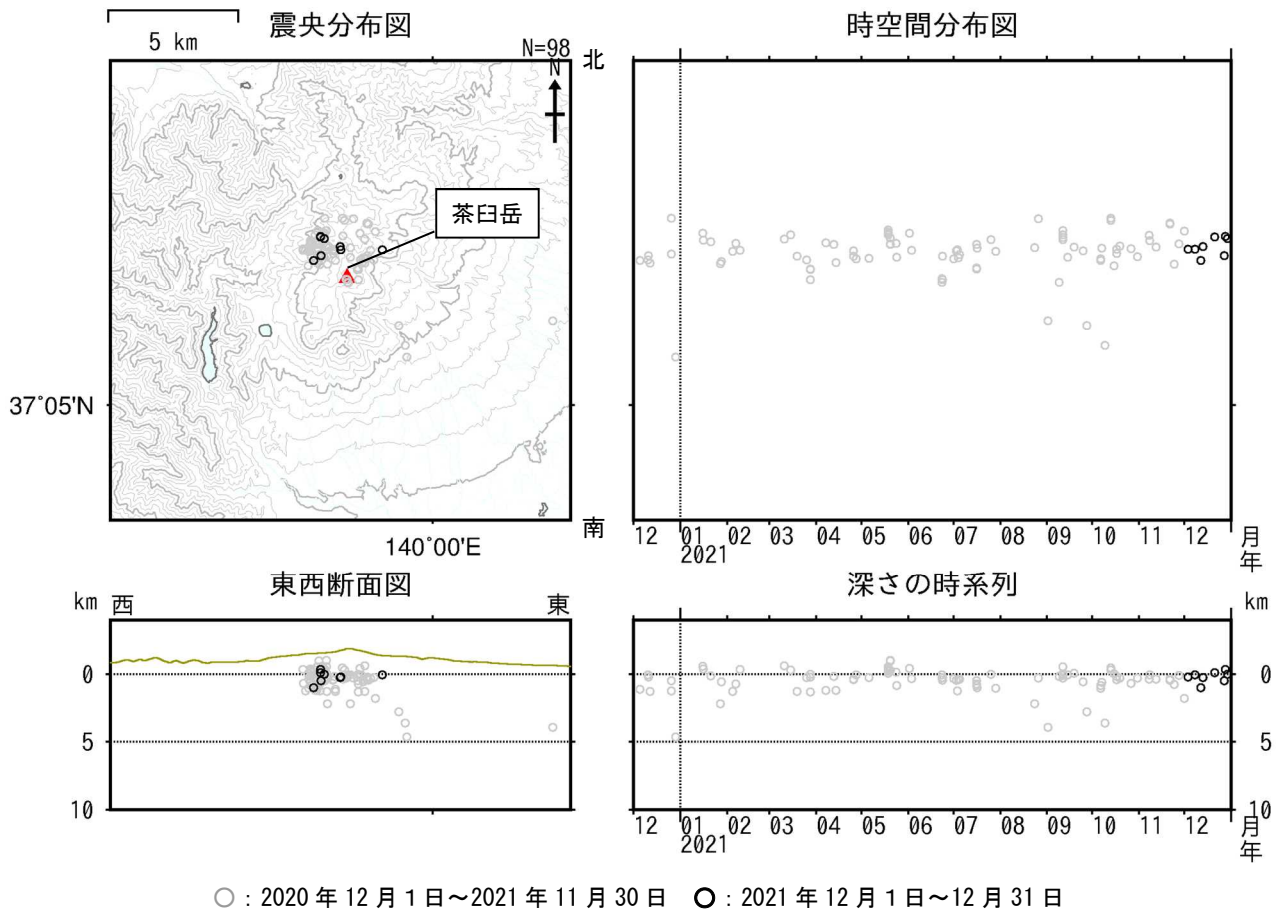 震央分布図
5 km
N=98
N
北
茶臼岳
37°05'N
南
140°00'E
時空間分布図
12 01 02 03 04 05 06 07 08 09 10 11 12 月
2021 年
東西断面図
km 西 東
0
5
10
深さの時系列
km
0
5
10
12 01 02 03 04 05 06 07 08 09 10 11 12 月
2021 年
○ : 2020 年 12 月 1 日～2021 年 11 月 30 日 ○ : 2021 年 12 月 1 日～12 月 31 日